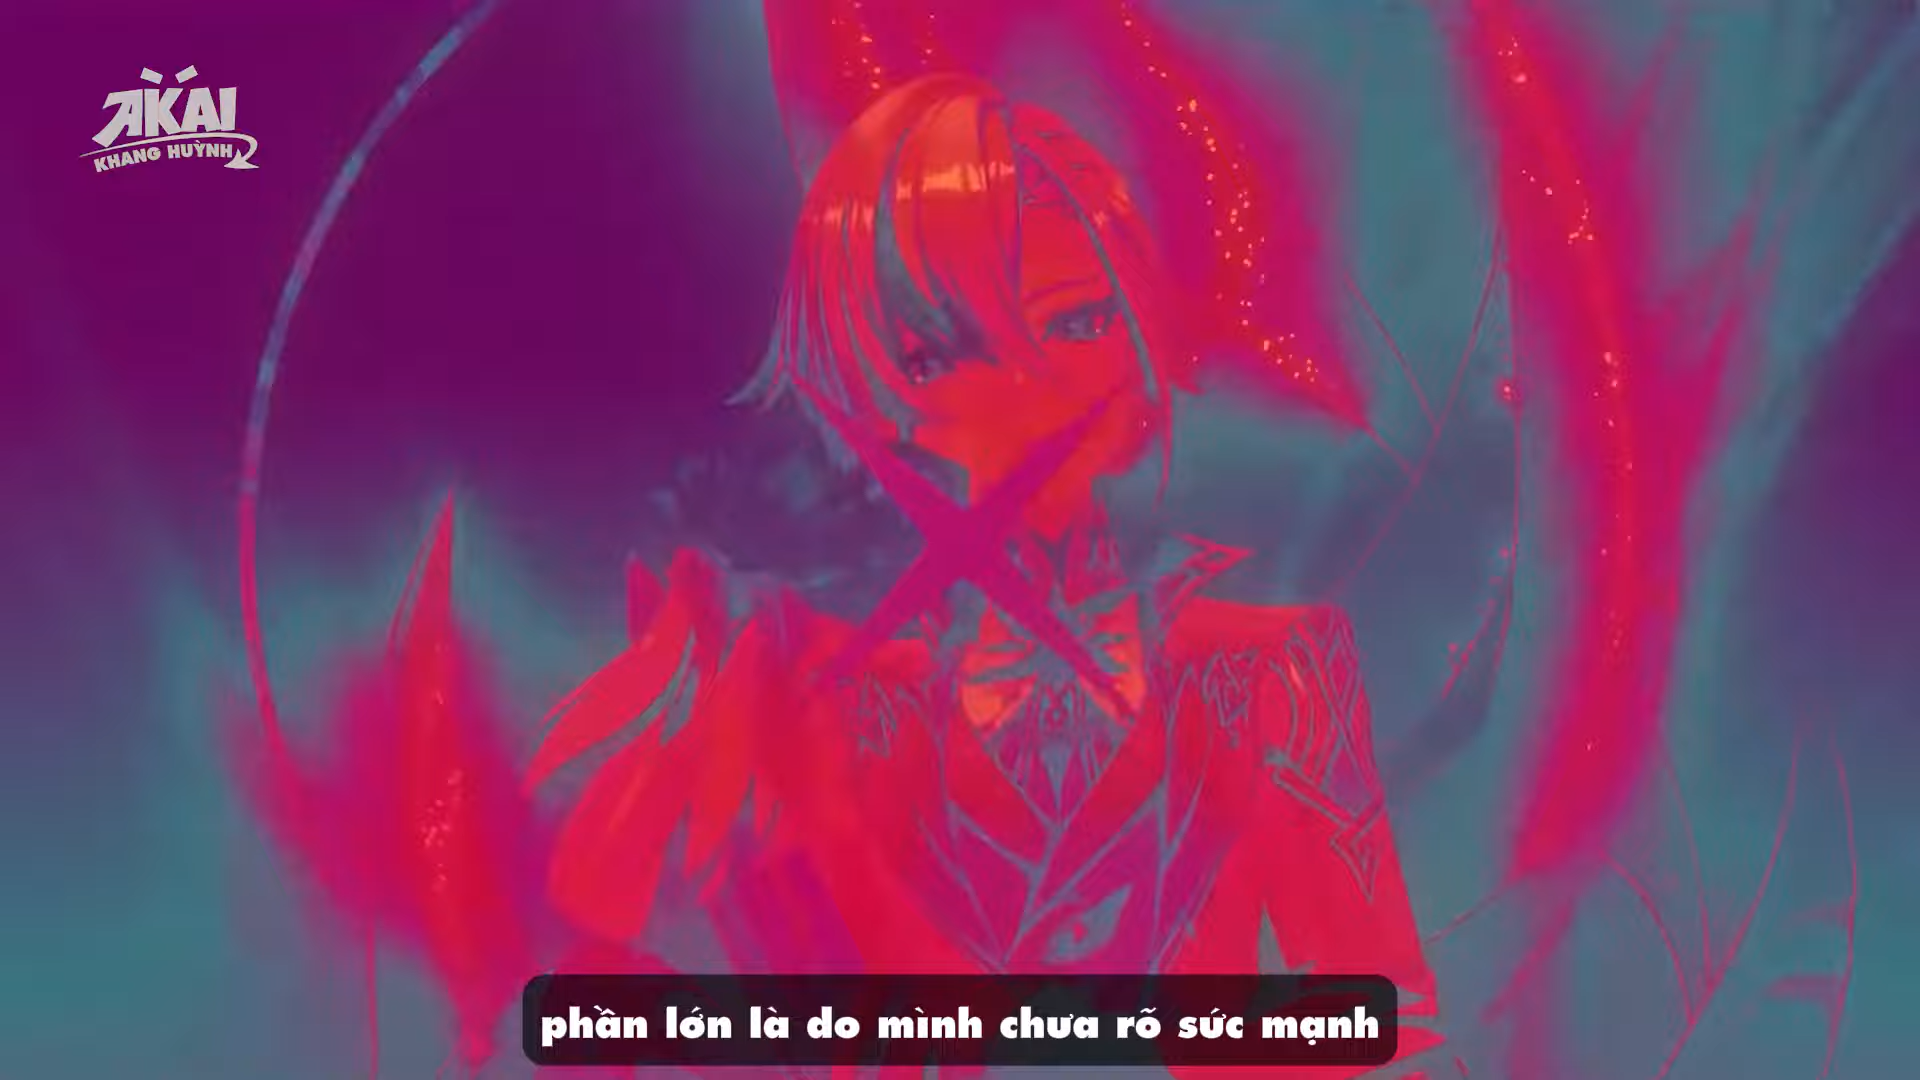 AKAI
KHANG HUỲNH
phần lớn là do mình chưa rõ sức mạnh